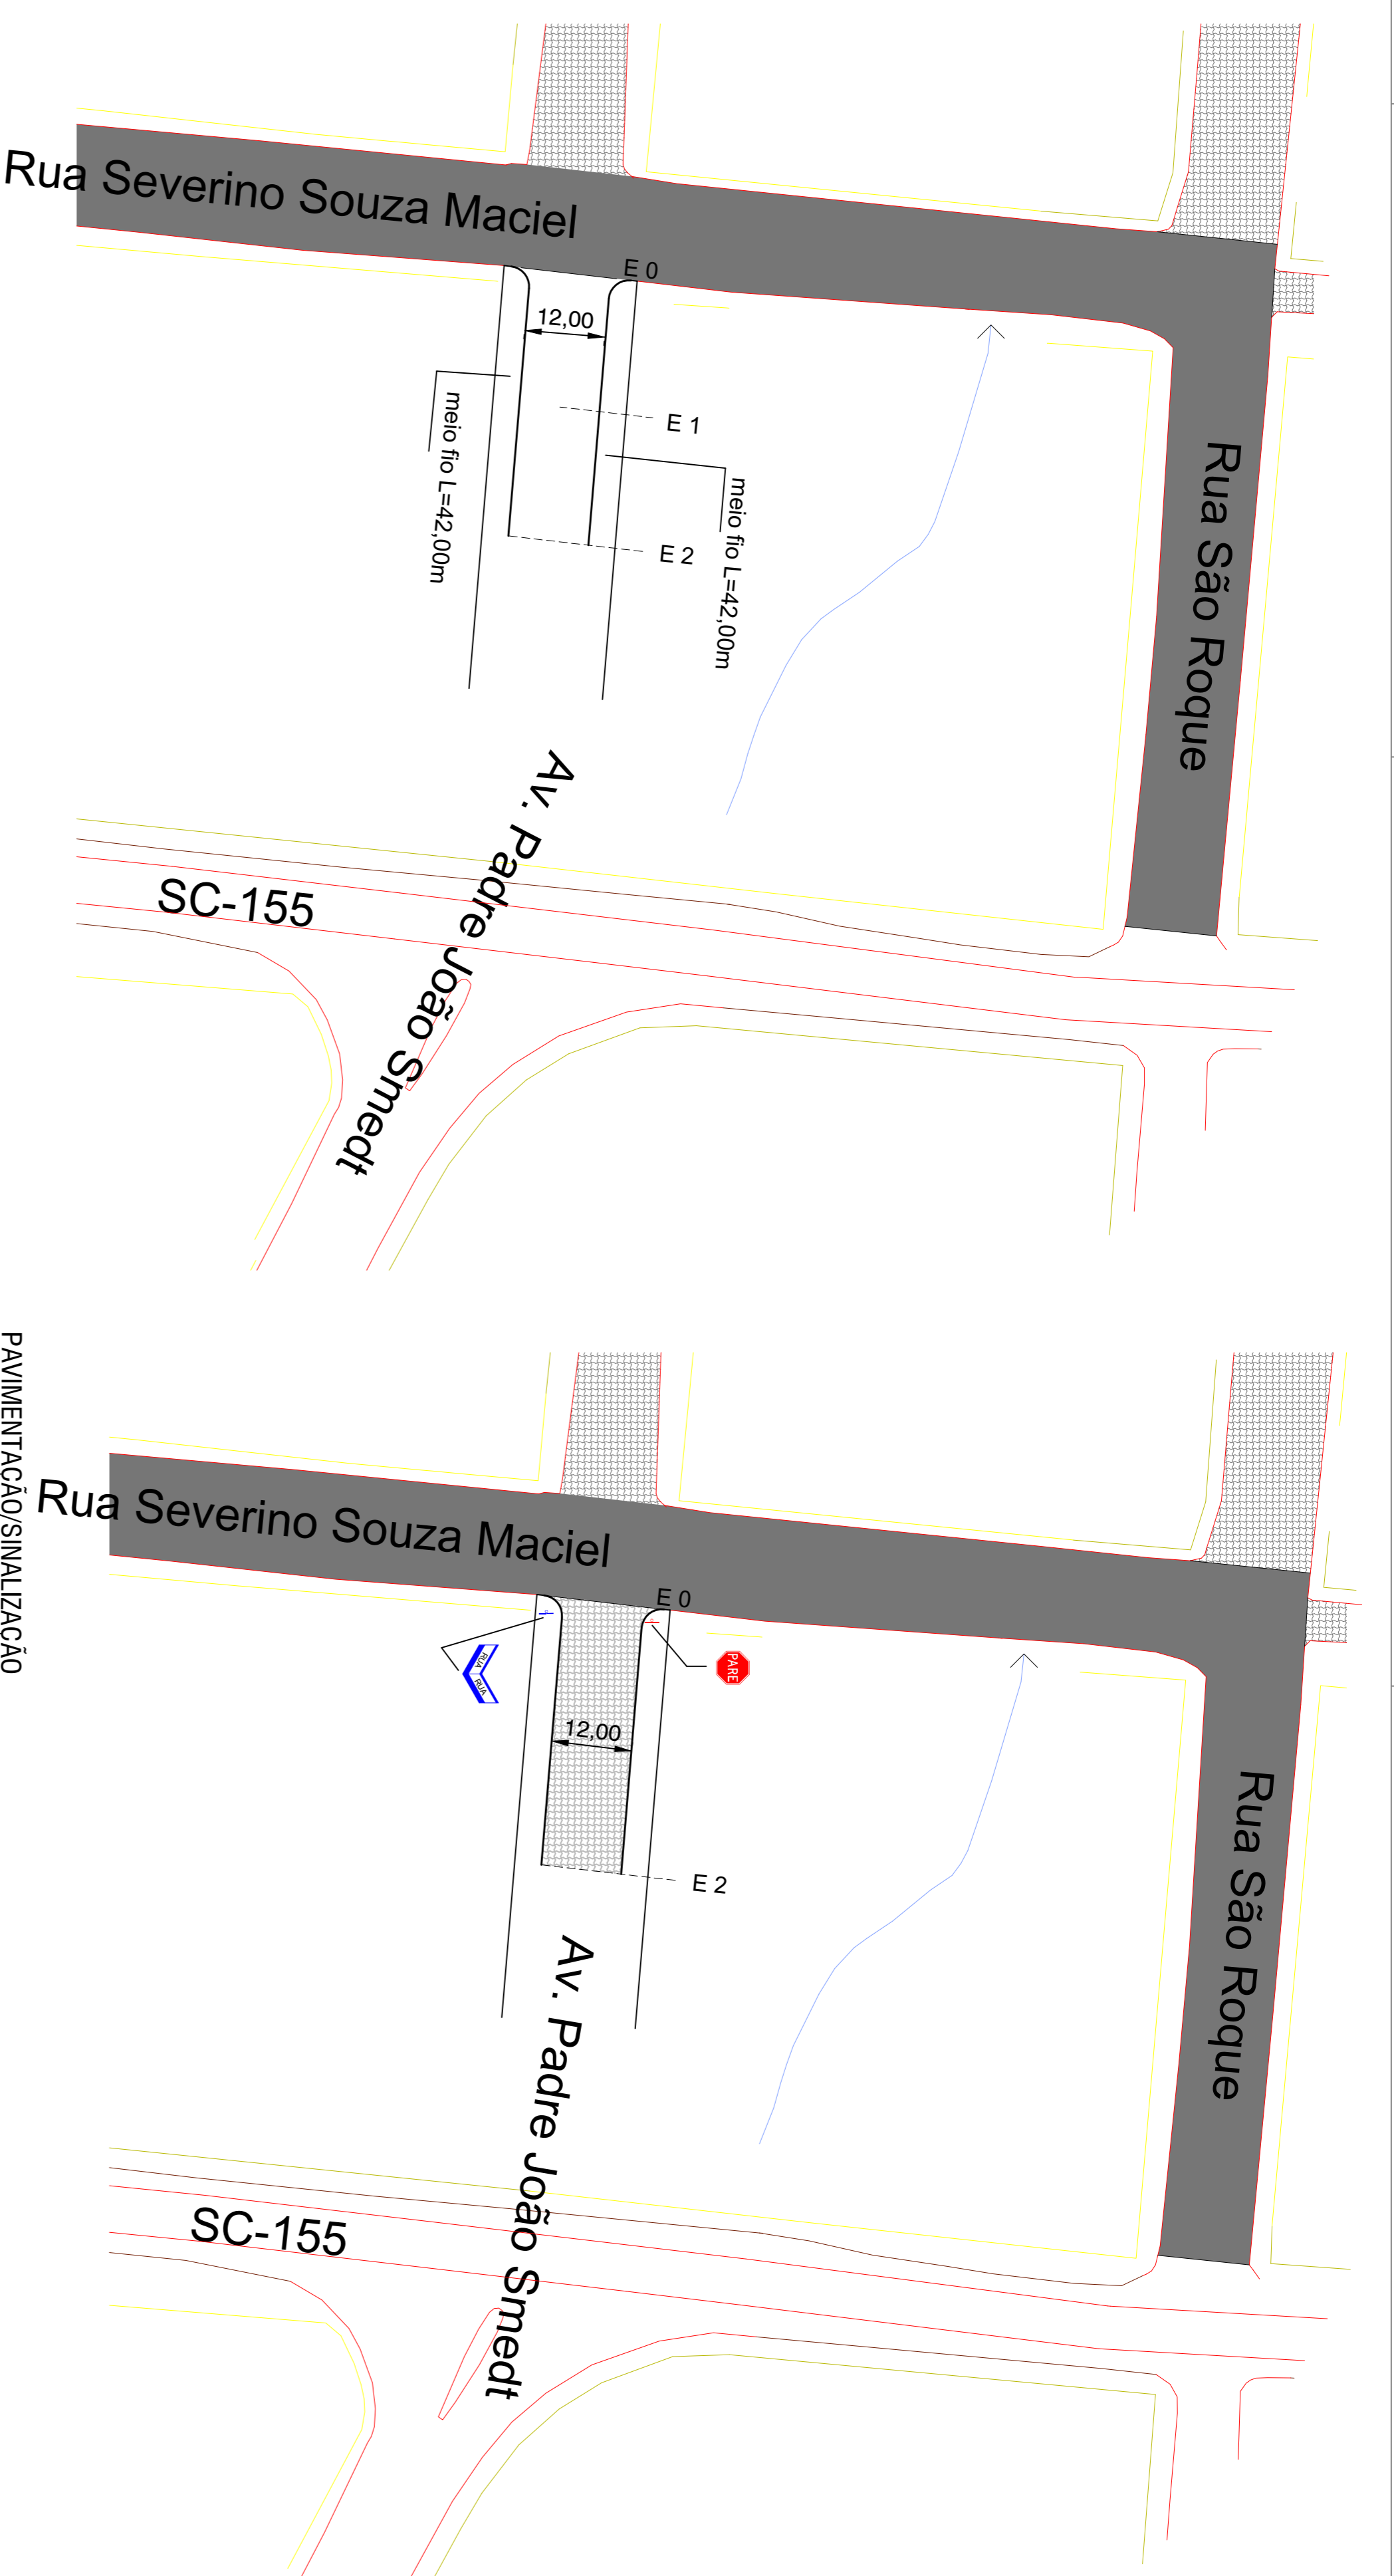 Rua Severino Souza Maciel
E 0
12,00
E 1
meio fio L=42,00m
meio fio L=42,00m
E 2
Rua São Roque
Av. Padre João Smedt
SC-155
PAVIMENTAÇÃO/SINALIZAÇÃO
Rua Severino Souza Maciel
E 0
RUA
RUA
PARE
12,00
E 2
Rua São Roque
Av. Padre João Smedt
SC-155